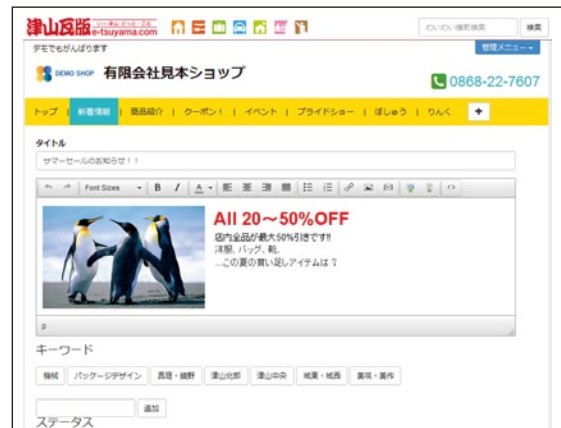 津山瓦版
e-tsuyama.com
わいわい横町検索
検索
デモでもがんばります
管理メニュー
DEMO SHOP 有限会社見本ショップ
0868-22-7607
トップ | 新着情報 | 商品紹介 | クーポン! | イベント | ブライドショー | ぼしゅう | りんく +
タイトル
サマーセールのお知らせ!!
Font Sizes B I A
All 20~50%OFF
店内全品が最大50%引きです!!
洋服、バッグ、靴、
...この夏の買い足しアイテムは?
p
キーワード
機械 パッケージデザイン 真庭・鏡野 津山北部 津山中央 城東・城西 美咲・美作
追加
ステータス